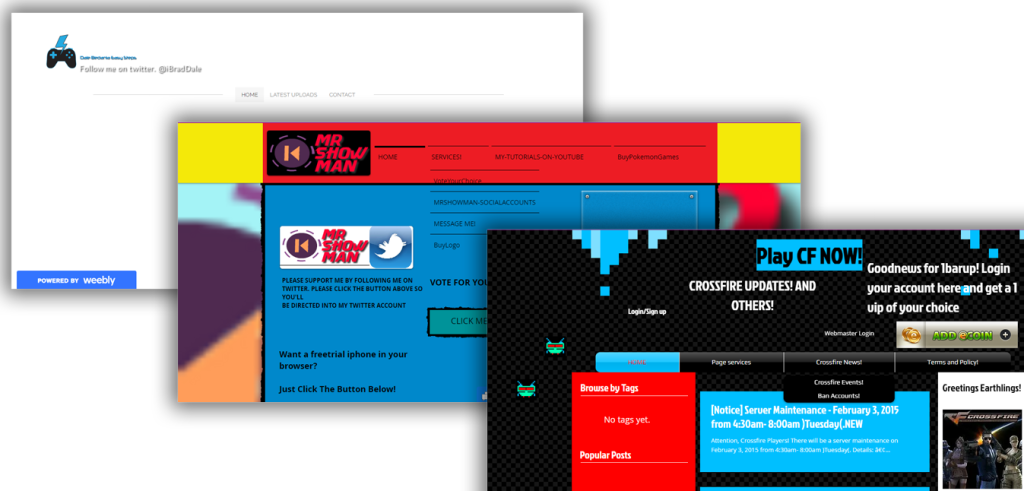 Follow me on twitter. @iBradDale
HOME LATEST UPLOADS CONTACT
POWERED BY weebly
MR
SHOW
MAN
HOME SERVICES! MY-TUTORIALS-ON-YOUTUBE BuyPokemonGames
VoteYourChoice
MRSHOWMAN-SOCIALACCOUNTS
MESSAGE ME!
BuyLogo
MR
SHOW
MAN
PLEASE SUPPORT ME BY FOLLOWING ME ON
TWITTER. PLEASE CLICK THE BUTTON ABOVE SO
YOU'LL
BE DIRECTED INTO MY TWITTER ACCOUNT
VOTE FOR YOU
CLICK ME
Want a freetrial iphone in your
browser?
Just Click The Button Below!
Play CF NOW!
CROSSFIRE UPDATES! AND
OTHERS!
Goodnews for 1barup! Login
your account here and get a 1
vip of your choice
Login/Sign up
Webmaster Login
ADD eCOIN
HOME Page services Crossfire News! Terms and Policy!
Crossfire Events!
Ban Accounts!
Browse by Tags
No tags yet.
Popular Posts
[Notice] Server Maintenance - February 3, 2015
from 4:30am- 8:00am )Tuesday(.NEW
Attention, Crossfire Players! There will be a server maintenance on
February 3, 2015 from 4:30am- 8:00am )Tuesday(. Details: â€¢...
Greetings Earthlings!
CROSSFIRE